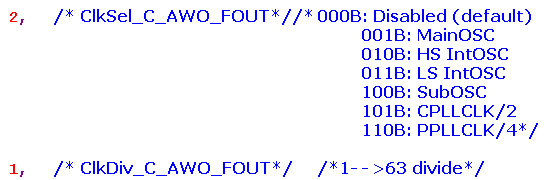 2, /* ClkSel_C_AWO_FOUT*//* 000B: Disabled (default)
001B: MainOSC
010B: HS IntOSC
011B: LS IntOSC
100B: SubOSC
101B: CPLLCLK/2
110B: PPLLCLK/4*/
1, /* ClkDiv_C_AWO_FOUT*/ /*1-->63 divide*/